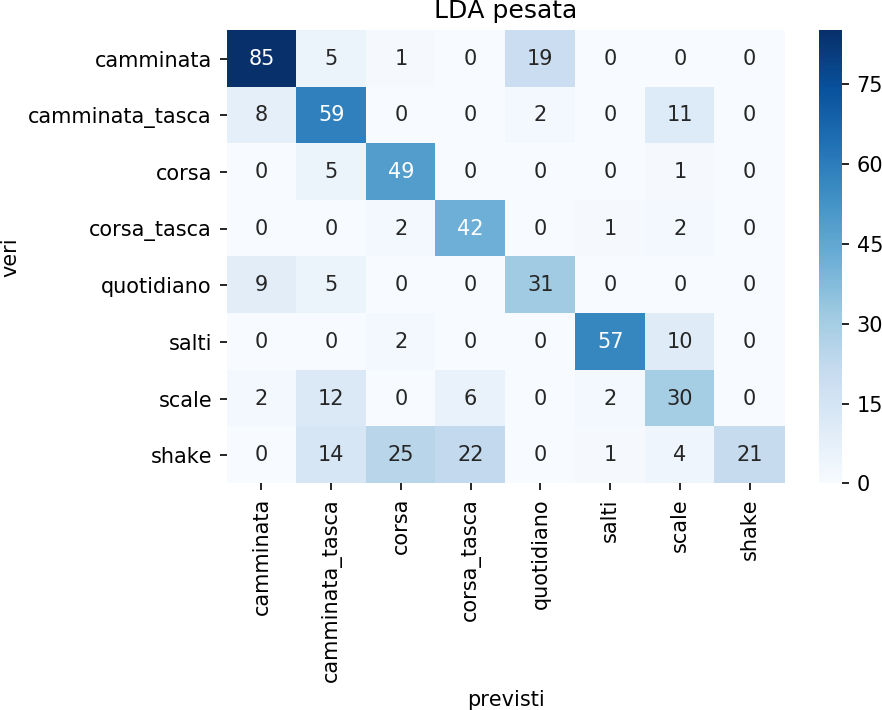 LDA pesata
camminata 85 5 1 0 19 0 0 0
camminata_tasca 8 59 0 0 2 0 11 0
corsa 0 5 49 0 0 0 1 0
corsa_tasca 0 0 2 42 0 1 2 0
quotidiano 9 5 0 0 31 0 0 0
salti 0 0 2 0 0 57 10 0
scale 2 12 0 6 0 2 30 0
shake 0 14 25 22 0 1 4 21
veri
camminata camminata_tasca corsa corsa_tasca quotidiano salti scale shake
previsti
75
60
45
30
15
0